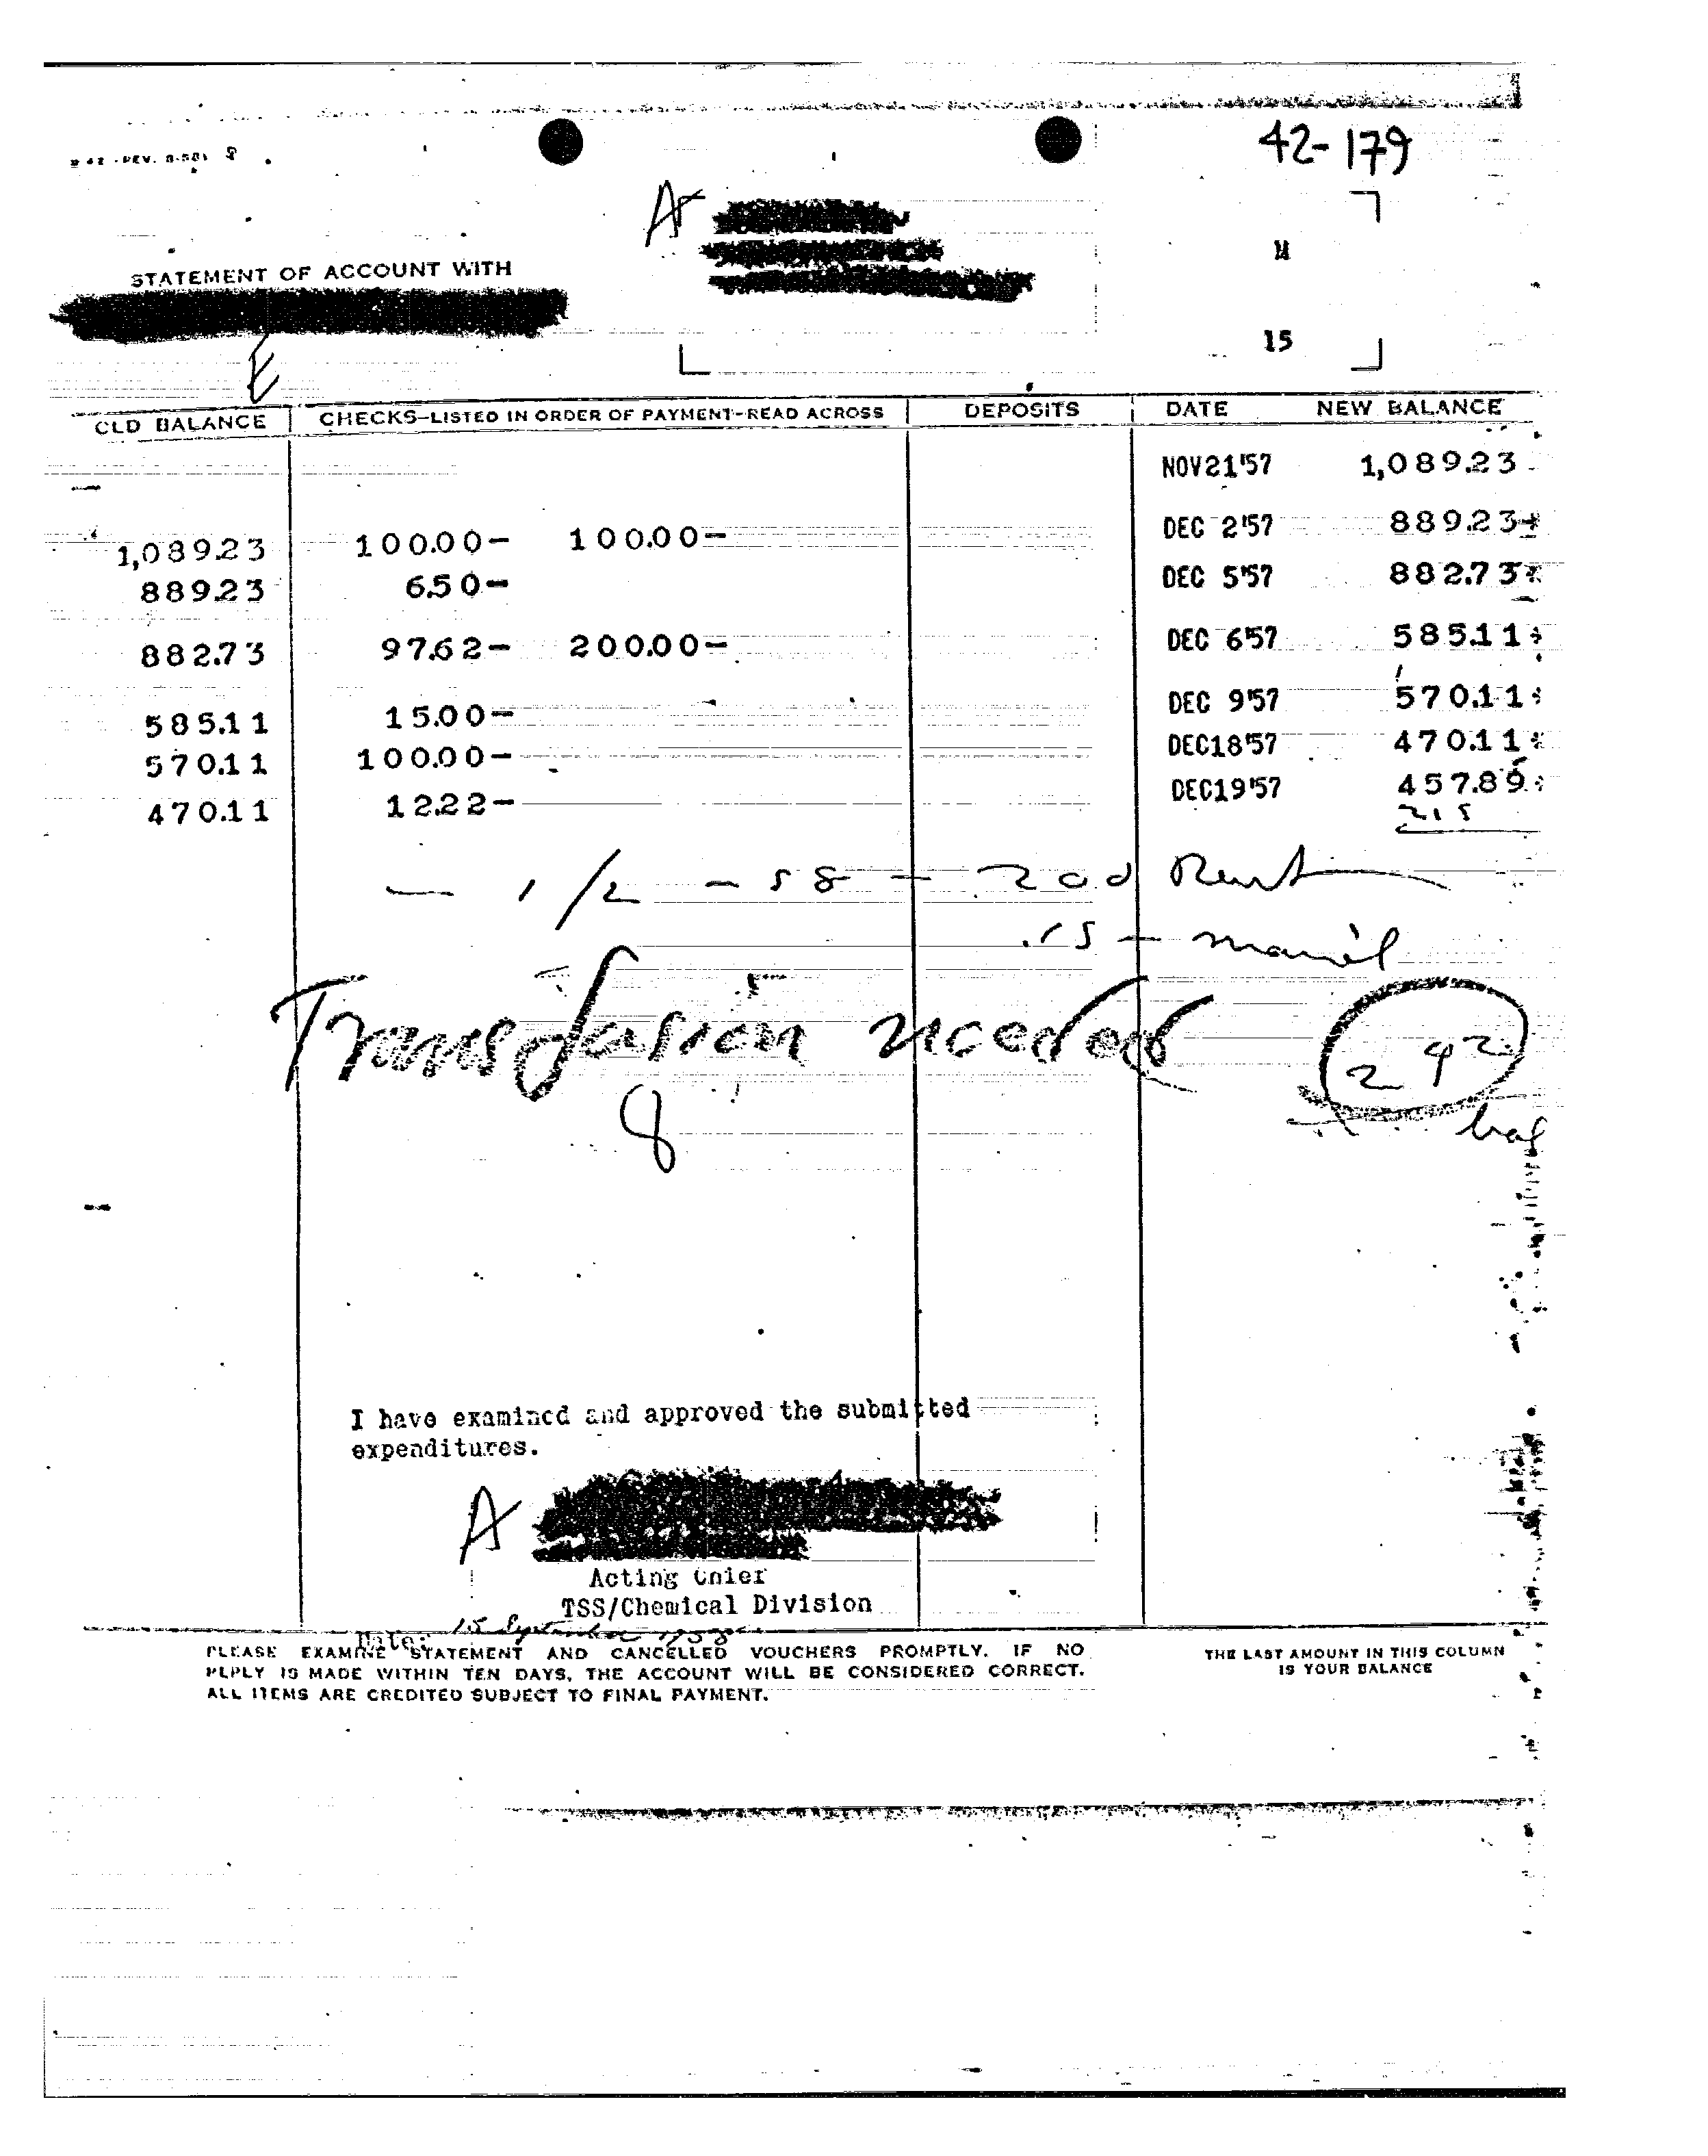 42-179
A
M
STATEMENT OF ACCOUNT WITH
15
E
OLD BALANCE CHECKS—LISTED IN ORDER OF PAYMENT—READ ACROSS DEPOSITS DATE NEW BALANCE
NOV21'57 1,089.23
1,089.23 100.00- 100.00- DEC 2'57 889.23
889.23 6.50- DEC 5'57 882.73
882.73 97.62- 200.00- DEC 6'57 585.11
585.11 15.00- DEC 9'57 570.11
570.11 100.00- DEC18'57 470.11
470.11 12.22- DEC19'57 457.89
215
— 1/2 - 58 - 200 Rent
15 -
Transfusion needed 242
bal
I have examined and approved the submitted
expenditures.
A
Acting Chief
TSS/Chemical Division
Date: 15 September 1958
PLEASE EXAMINE STATEMENT AND CANCELLED VOUCHERS PROMPTLY. IF NO
REPLY IS MADE WITHIN TEN DAYS, THE ACCOUNT WILL BE CONSIDERED CORRECT.
ALL ITEMS ARE CREDITED SUBJECT TO FINAL PAYMENT.
THE LAST AMOUNT IN THIS COLUMN
IS YOUR BALANCE